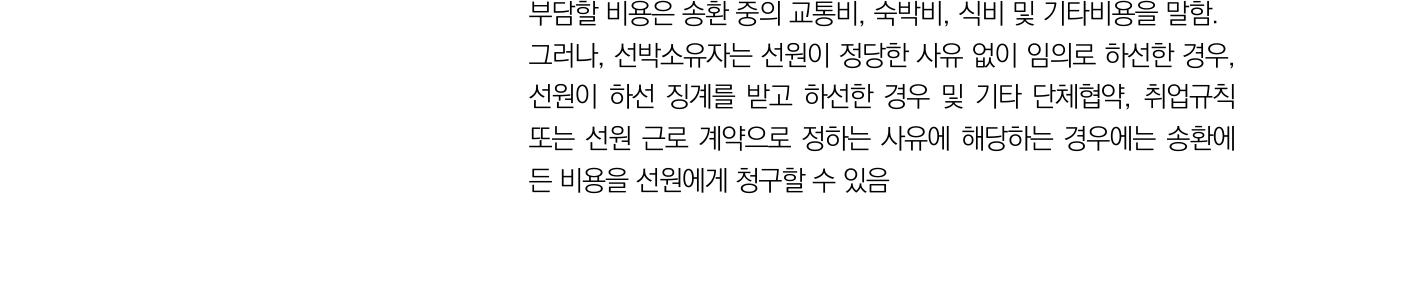 부담할 비용은 송환 중의 교통비, 숙박비, 식비 및 기타비용을 말함.
그러나, 선박소유자는 선원이 정당한 사유 없이 임의로 하선한 경우,
선원이 하선 징계를 받고 하선한 경우 및 기타 단체협약, 취업규칙
또는 선원 근로 계약으로 정하는 사유에 해당하는 경우에는 송환에
든 비용을 선원에게 청구할 수 있음